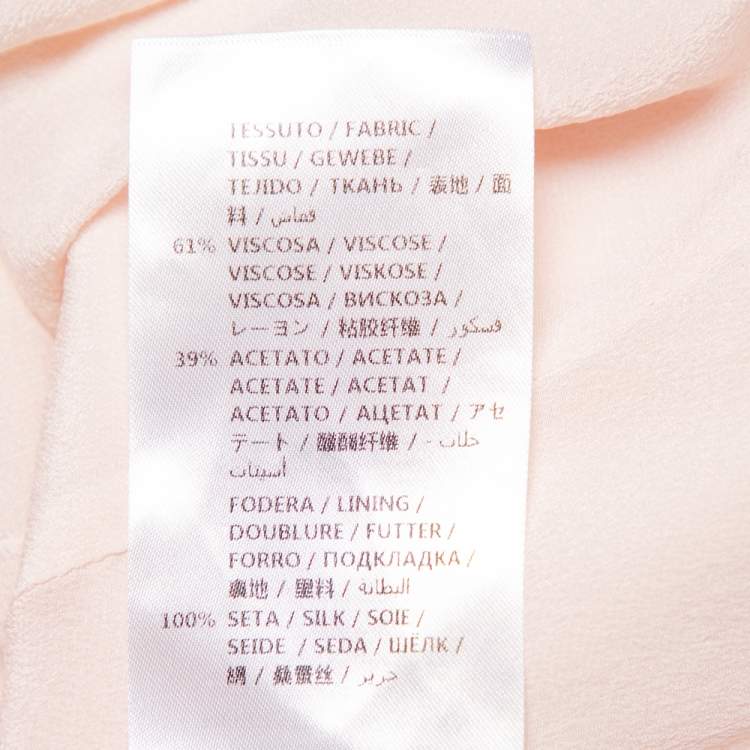 TESSUTO / FABRIC /
TISSU / GEWEBE /
TEJIDO / ТКАНЬ / 表地 / 面
料 / قماش
61% VISCOSA / VISCOSE /
VISCOSE / VISKOSE /
VISCOSA / ВИСКОЗА /
レーヨン / 粘胶纤维 / فسكور
39% ACETATO / ACETATE /
ACETATE / ACETAT /
ACETATO / АЦЕТАТ / アセ
テート / 醋酯纤维 / خلات -
أسيتات
FODERA / LINING /
DOUBLURE / FUTTER /
FORRO / ПОДКЛАДКА /
裏地 / 里料 / البطانة
100% SETA / SILK / SOIE /
SEIDE / SEDA / ШЁЛК /
絹 / 桑蚕丝 / حرير